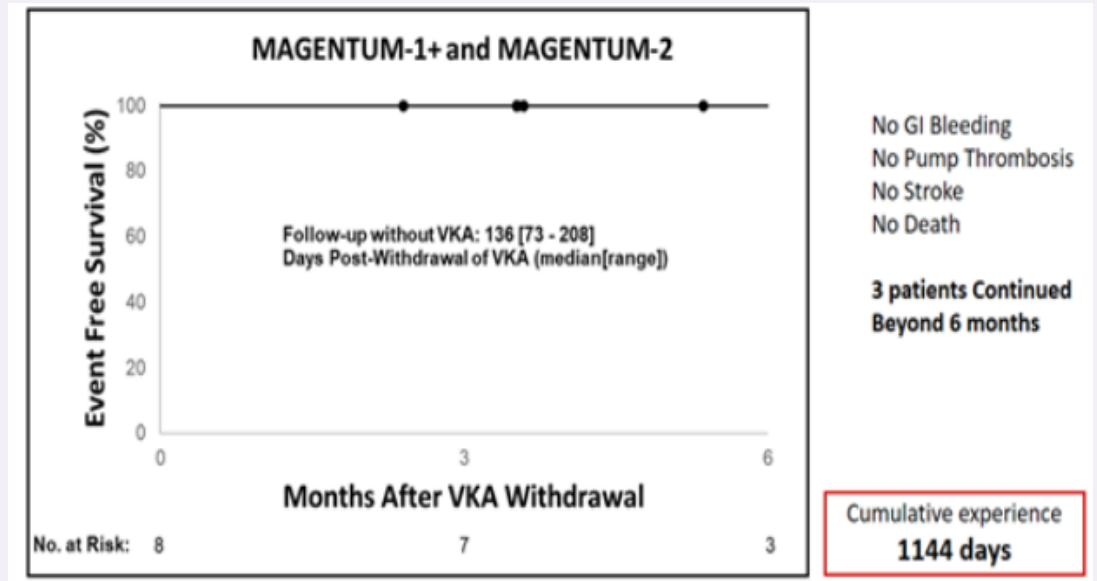 MAGENTUM-1+ and MAGENTUM-2
Event Free Survival (%)
100
80
60
40
20
0
Follow-up without VKA: 136 [73 - 208]
Days Post-Withdrawal of VKA (median[range])
0 3 6
Months After VKA Withdrawal
No. at Risk: 8 7 3
No GI Bleeding
No Pump Thrombosis
No Stroke
No Death
3 patients Continued
Beyond 6 months
Cumulative experience
1144 days